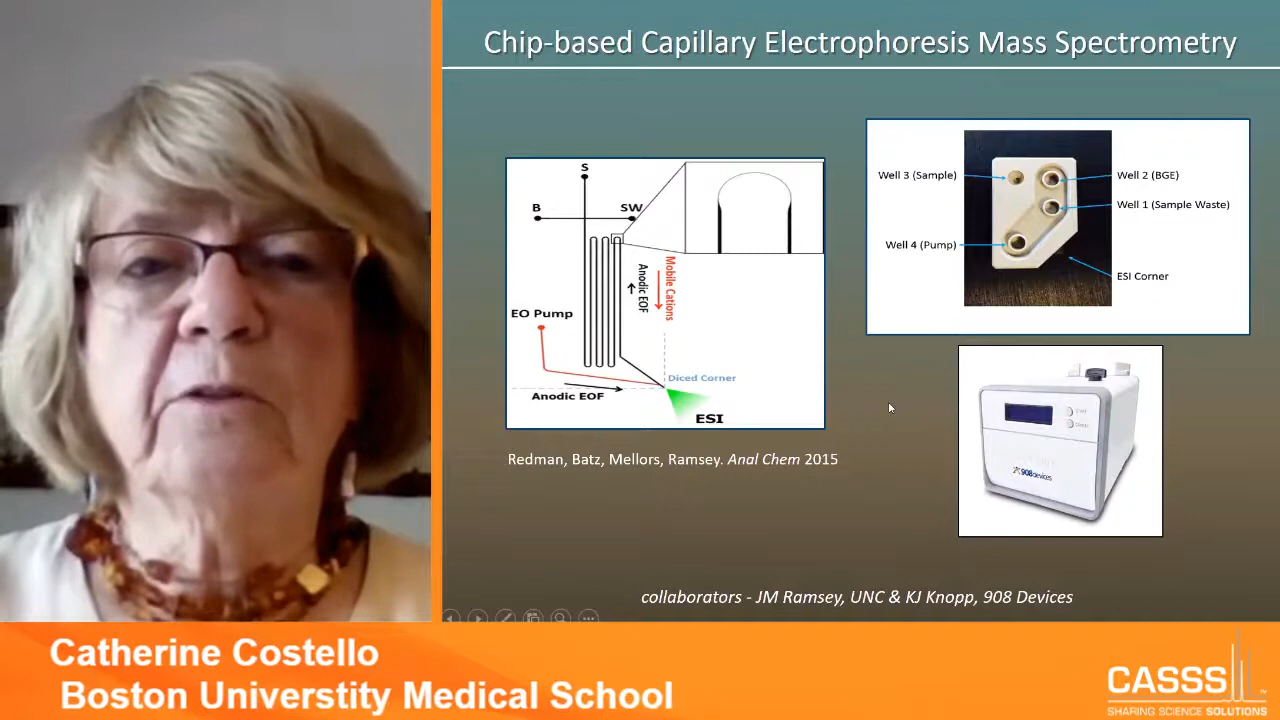 Chip-based Capillary Electrophoresis Mass Spectrometry
S
B
SW
Mobile Cations
Anodic EOF
EO Pump
Diced Corner
Anodic EOF
ESI
Redman, Batz, Mellors, Ramsey. Anal Chem 2015
Well 3 (Sample)
Well 2 (BGE)
Well 1 (Sample Waste)
Well 4 (Pump)
ESI Corner
908devices
collaborators - JM Ramsey, UNC & KJ Knopp, 908 Devices
Catherine Costello
Boston Universtity Medical School
CASSS
SHARING SCIENCE SOLUTIONS